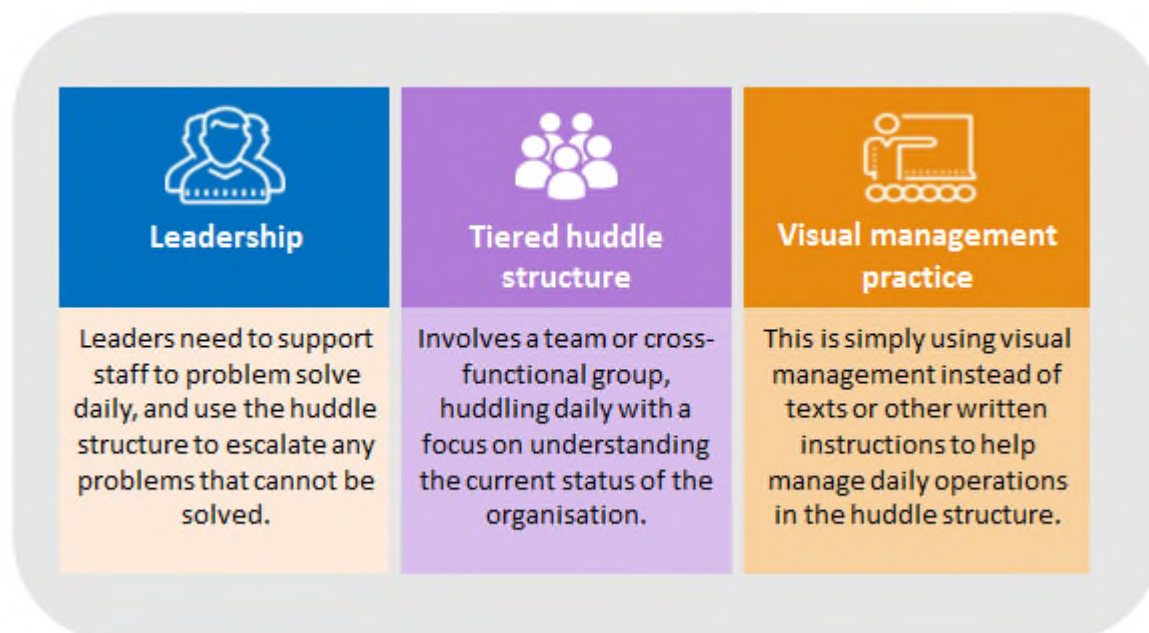 Leadership
Leaders need to support
staff to problem solve
daily, and use the huddle
structure to escalate any
problems that cannot be
solved.
Tiered huddle
structure
Involves a team or cross-
functional group,
huddling daily with a
focus on understanding
the current status of the
organisation.
Visual management
practice
This is simply using visual
management instead of
texts or other written
instructions to help
manage daily operations
in the huddle structure.